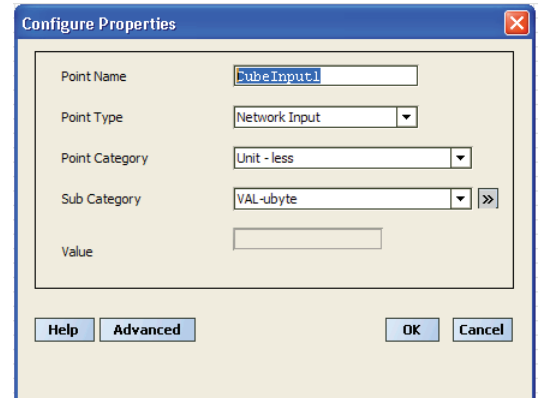 Configure Properties
Point Name CubeInput1
Point Type Network Input
Point Category Unit - less
Sub Category VAL-ubyte »
Value
Help Advanced OK Cancel